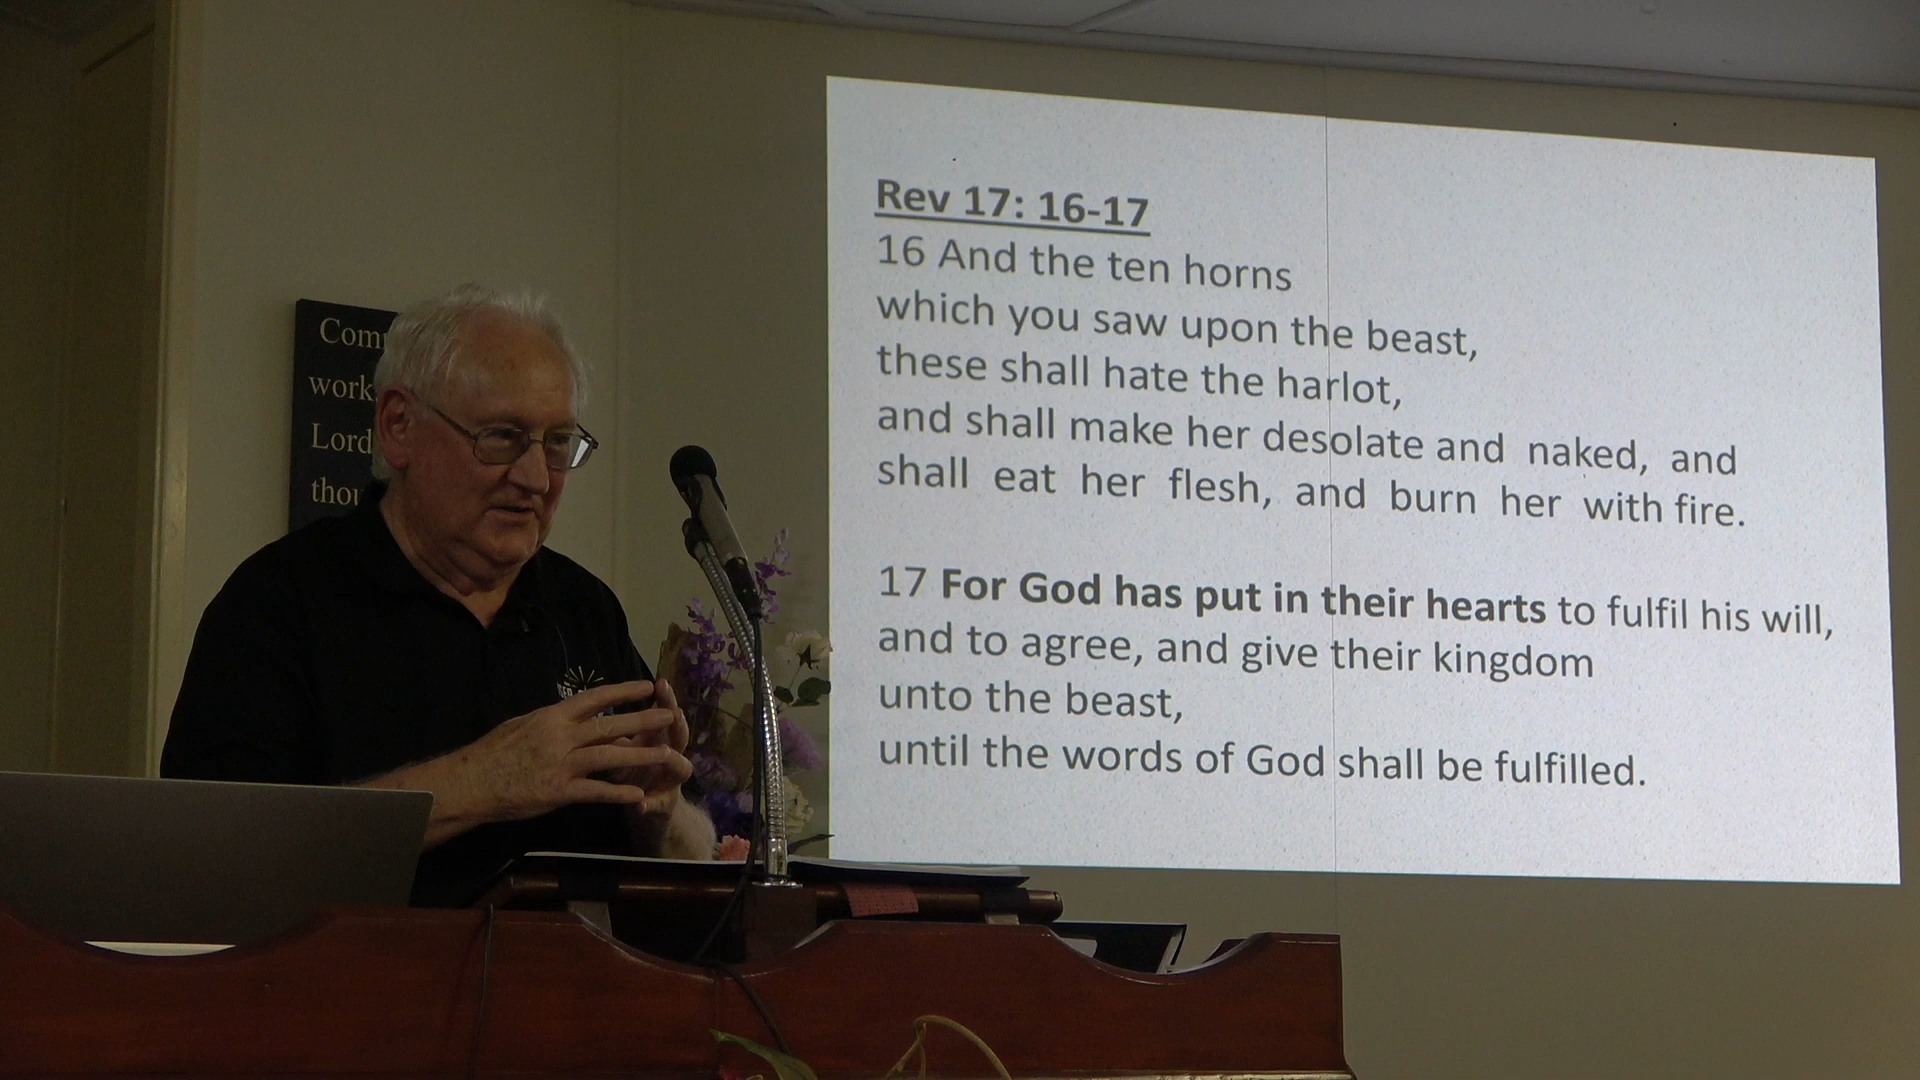 Rev 17: 16-17
16 And the ten horns
which you saw upon the beast,
these shall hate the harlot,
and shall make her desolate and naked, and
shall eat her flesh, and burn her with fire.
17 For God has put in their hearts to fulfil his will,
and to agree, and give their kingdom
unto the beast,
until the words of God shall be fulfilled.
work
Lord